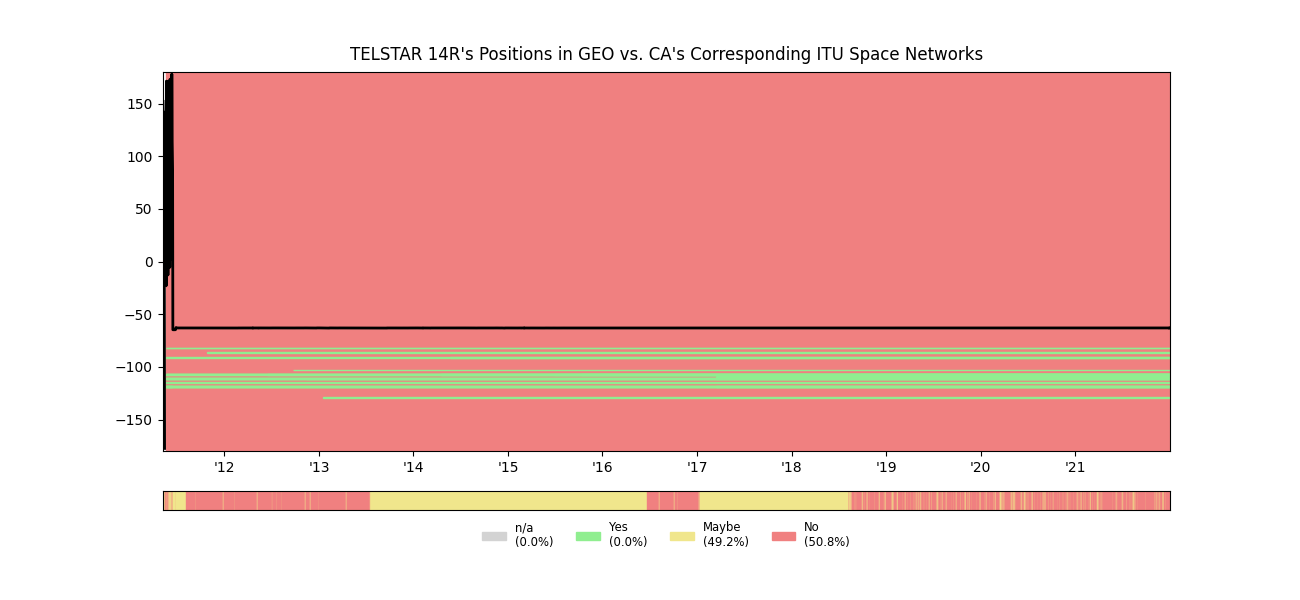 TELSTAR 14R's Positions in GEO vs. CA's Corresponding ITU Space Networks
150
100
50
0
−50
−100
−150
'12 '13 '14 '15 '16 '17 '18 '19 '20 '21
n/a Yes Maybe No
(0.0%) (0.0%) (49.2%) (50.8%)